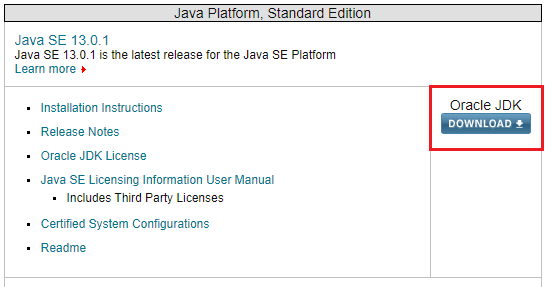 Java Platform, Standard Edition
Java SE 13.0.1
Java SE 13.0.1 is the latest release for the Java SE Platform
Learn more
Installation Instructions
Release Notes
Oracle JDK License
Java SE Licensing Information User Manual
Includes Third Party Licenses
Certified System Configurations
Readme
Oracle JDK
DOWNLOAD